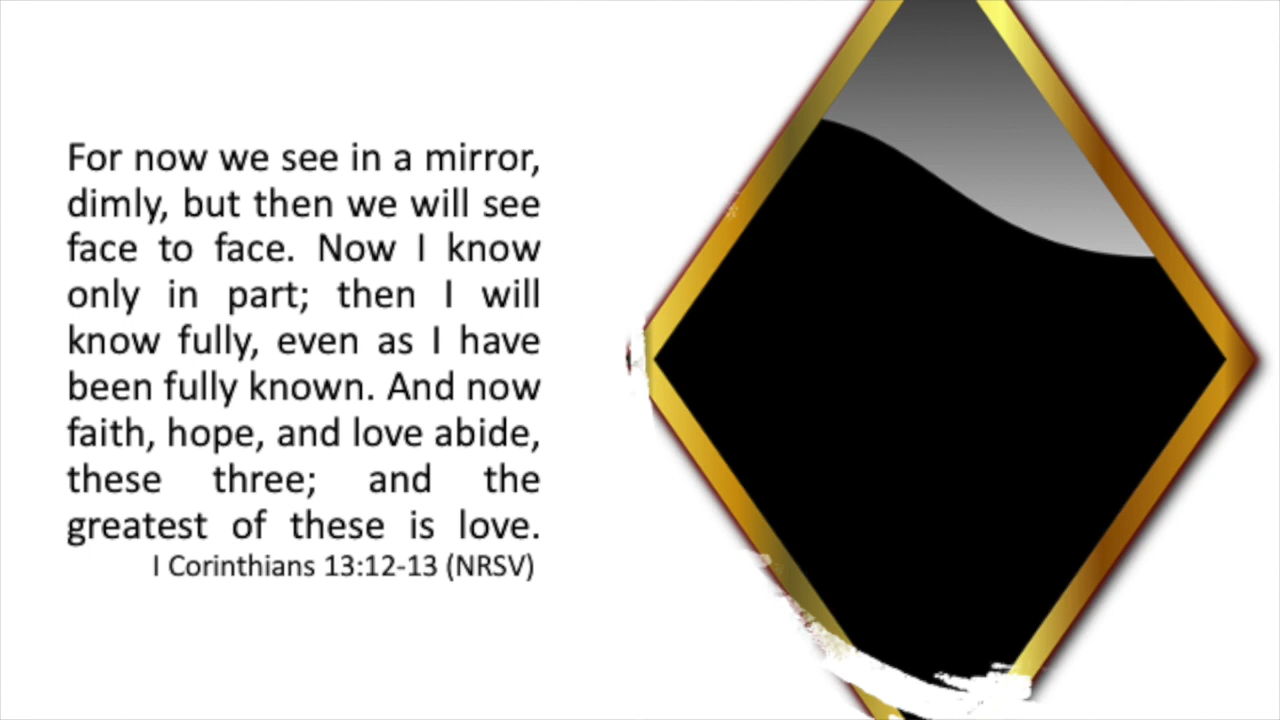 For now we see in a mirror,
dimly, but then we will see
face to face. Now I know
only in part; then I will
know fully, even as I have
been fully known. And now
faith, hope, and love abide,
these three; and the
greatest of these is love.
I Corinthians 13:12-13 (NRSV)